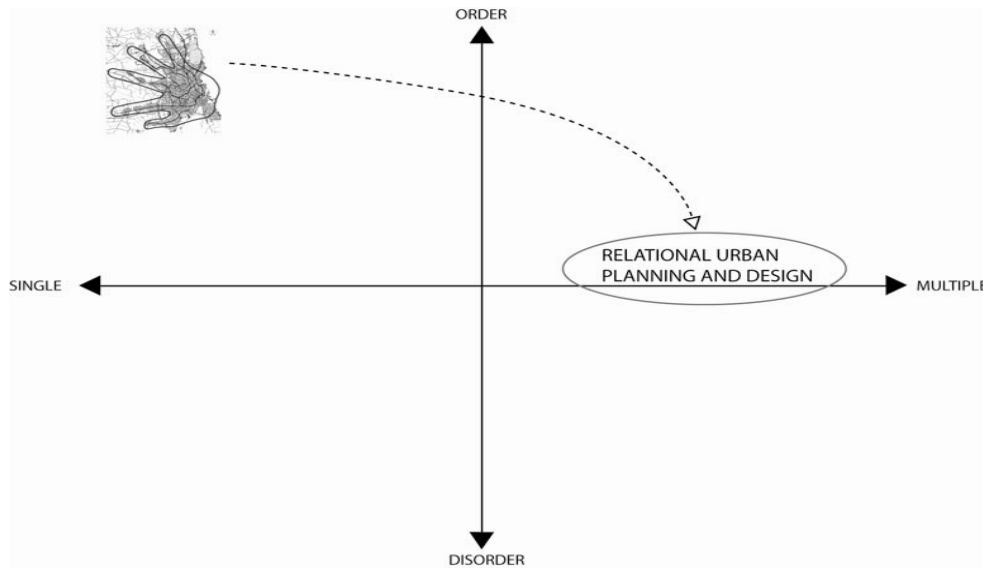 ORDER
RELATIONAL URBAN
PLANNING AND DESIGN
SINGLE
MULTIPLE
DISORDER